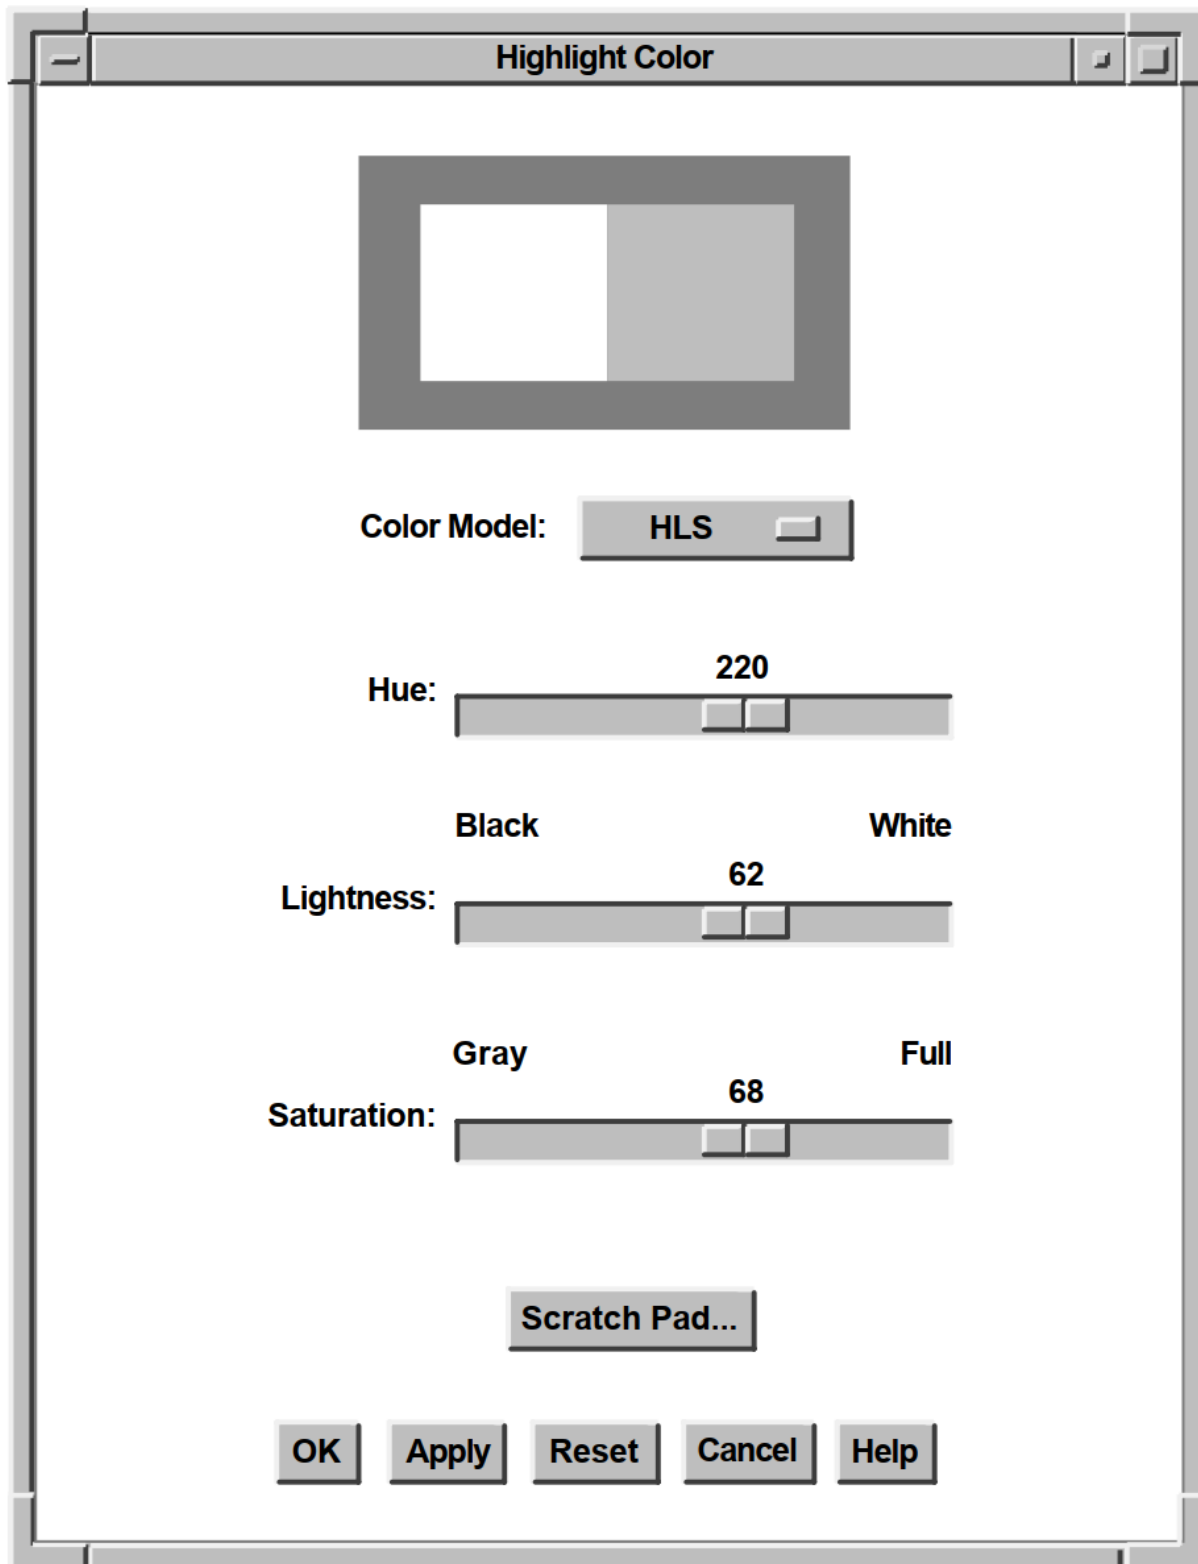 Highlight Color
Color Model: HLS
220
Hue:
Black White
62
Lightness:
Gray Full
68
Saturation:
Scratch Pad...
OK Apply Reset Cancel Help